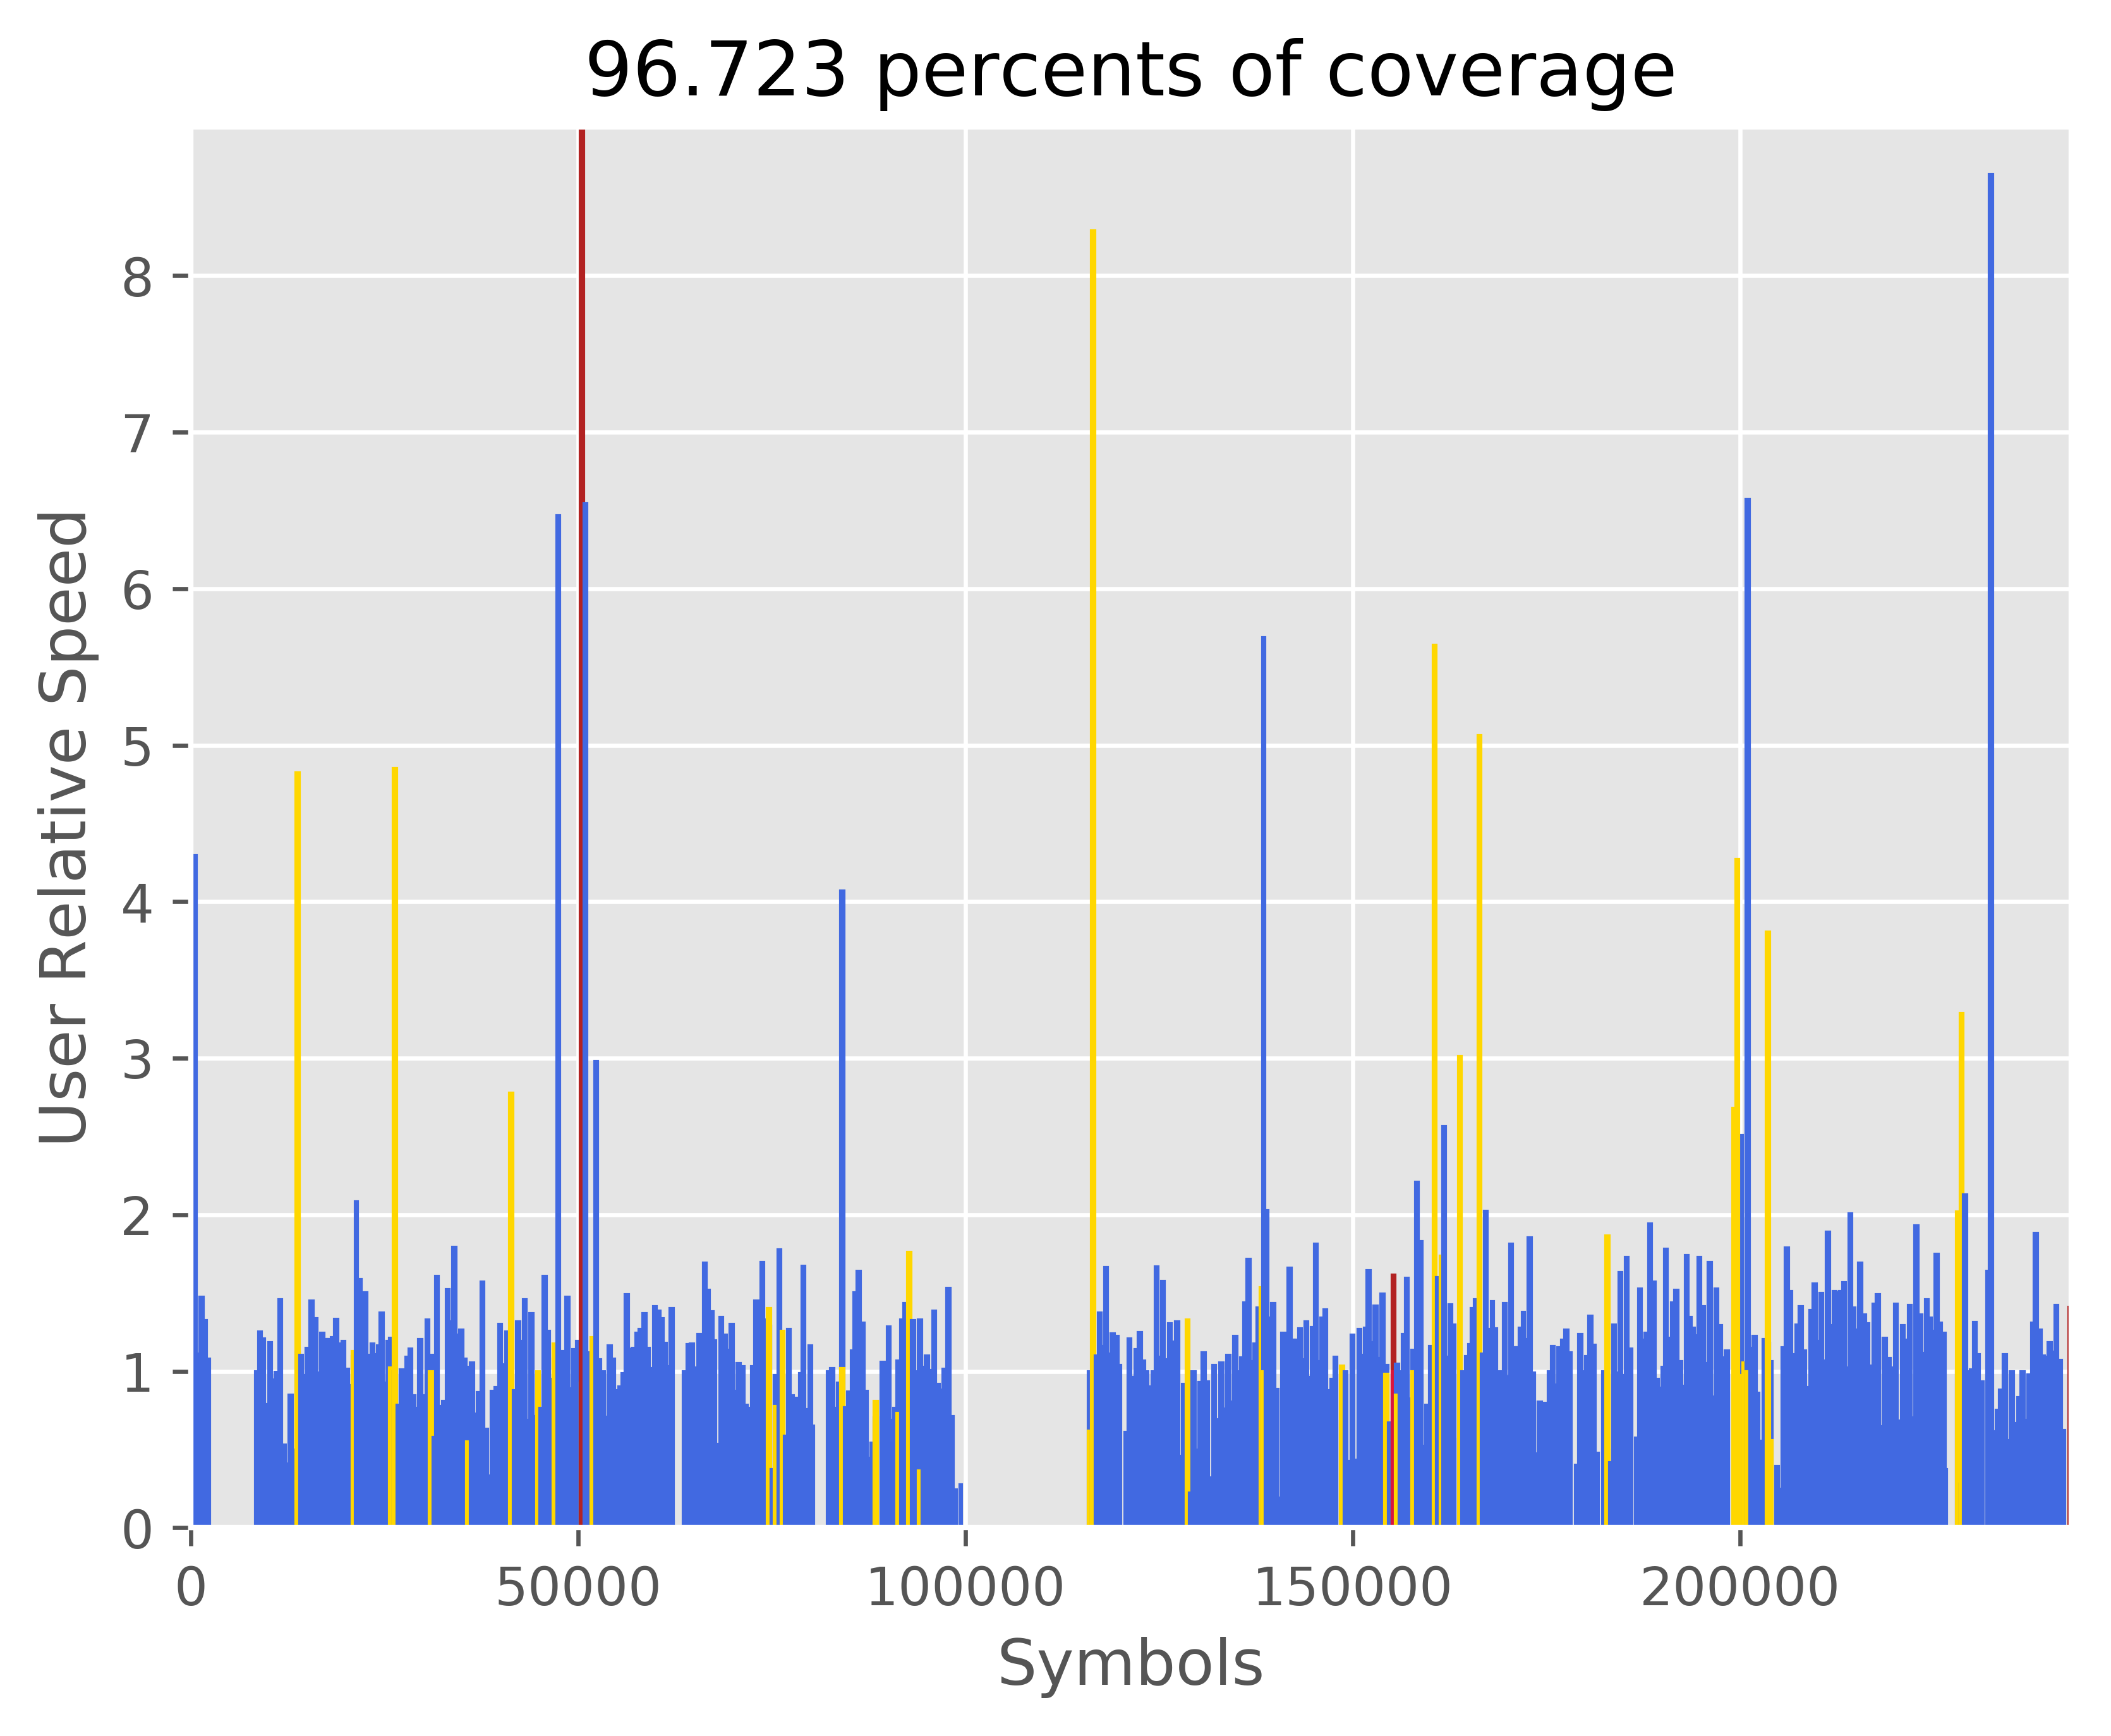 96.723 percents of coverage
User Relative Speed
8
7
6
5
4
3
2
1
0
0 50000 100000 150000 200000
Symbols